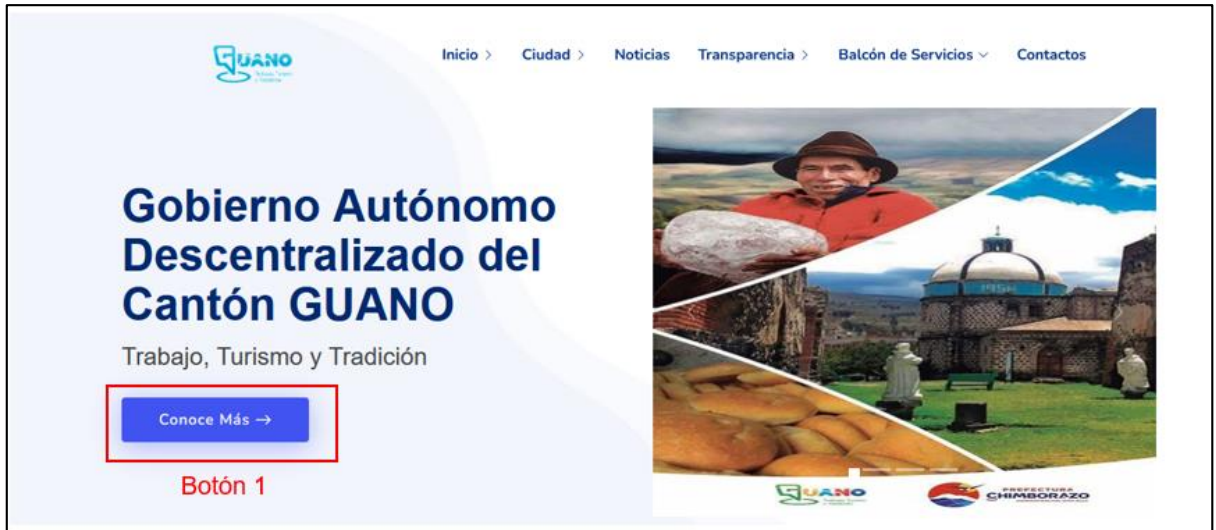 GUANO
Inicio > Ciudad > Noticias Transparencia > Balcón de Servicios Contactos
Gobierno Autónomo
Descentralizado del
Cantón GUANO
Trabajo, Turismo y Tradición
Conoce Más →
Botón 1
GUANO
PREFECTURA
CHIMBORAZO